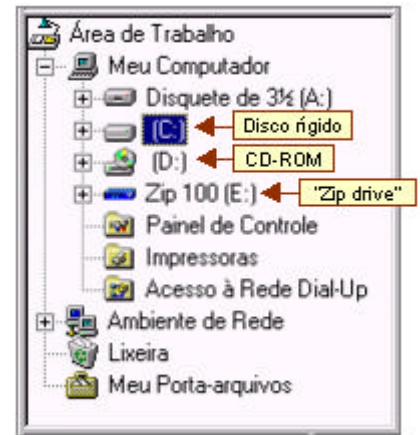 Área de Trabalho
Meu Computador
Disquete de 3½ (A:)
(C:) Disco rígido
(D:) CD-ROM
Zip 100 (E:) "Zip drive"
Painel de Controle
Impressoras
Acesso à Rede Dial-Up
Ambiente de Rede
Lixeira
Meu Porta-arquivos